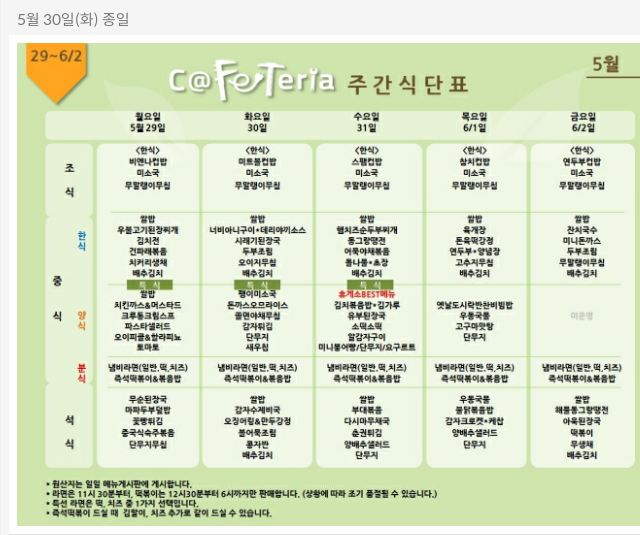 5월 30일(화) 종일
29~6/2
C@FeTeria 주간식단표
5월
월요일
5월 29일
화요일
30일
수요일
31일
목요일
6/1일
금요일
6/2일
조식
<한식>
비엔나컵밥
미소국
무말랭이무침
<한식>
미트볼컵밥
미소국
무말랭이무침
<한식>
스팸컵밥
미소국
무말랭이무침
<한식>
참치컵밥
미소국
무말랭이무침
<한식>
연두부컵밥
미소국
무말랭이무침
중식
한식
쌀밥
우불고기된장찌개
김치전
건파래볶음
치커리생채
배추김치
쌀밥
너비아니구이*데리야끼소스
시래기된장국
두부조림
오이지무침
배추김치
쌀밥
햄치즈순두부찌개
동그랑땡전
어묵야채볶음
톨나물*초장
배추김치
쌀밥
육개장
돈육떡강정
연두부*양념장
고추지무침
배추김치
쌀밥
잔치국수
미니돈까스
두부조림
무말랭이무침
배추김치
양식
특식
쌀밥
치킨까스&머스타드
크루통크림스프
파스타샐러드
오이피클&할라피뇨
토마토
특식
팽이미소국
돈까스오므라이스
쫄면야채무침
감자튀김
단무지
새우칩
특식
휴게소BEST메뉴
김치볶음밥*김가루
유부된장국
소떡소떡
알감자구이
미니붕어빵/단무지/요구르트
옛날도시락반찬비빔밥
우동국물
고구마맛탕
단무지
미운영
분식
냄비라면(일반,떡,치즈)
즉석떡볶이&볶음밥
냄비라면(일반,떡,치즈)
즉석떡볶이&볶음밥
냄비라면(일반,떡,치즈)
즉석떡볶이&볶음밥
냄비라면(일반,떡,치즈)
즉석떡볶이&볶음밥
냄비라면(일반,떡,치즈)
즉석떡볶이&볶음밥
석식
무순된장국
마파두부덮밥
꽃빵튀김
중국식숙주볶음
단무지무침
쌀밥
감자수제비국
오징어링&만두강정
볼어묵조림
콩자반
배추김치
쌀밥
부대볶음
다시마무채국
춘권튀김
양배추샐러드
단무지
우동국물
불닭볶음밥
감자크로켓*케찹
양배추샐러드
단무지
쌀밥
해물동그랑땡전
아욱된장국
떡볶이
무생채
배추김치
• 원산지는 일일 메뉴게시판에 게시합니다.
• 라면은 11시 30분부터, 떡볶이는 12시30분부터 6시까지만 판매합니다. (상황에 따라 조기 품절될 수 있습니다.)
• 특선 라면은 떡, 치즈 중 1가지 선택입니다.
• 즉석떡볶이 드실 때 김말이, 치즈 추가로 같이 드실 수 있습니다.